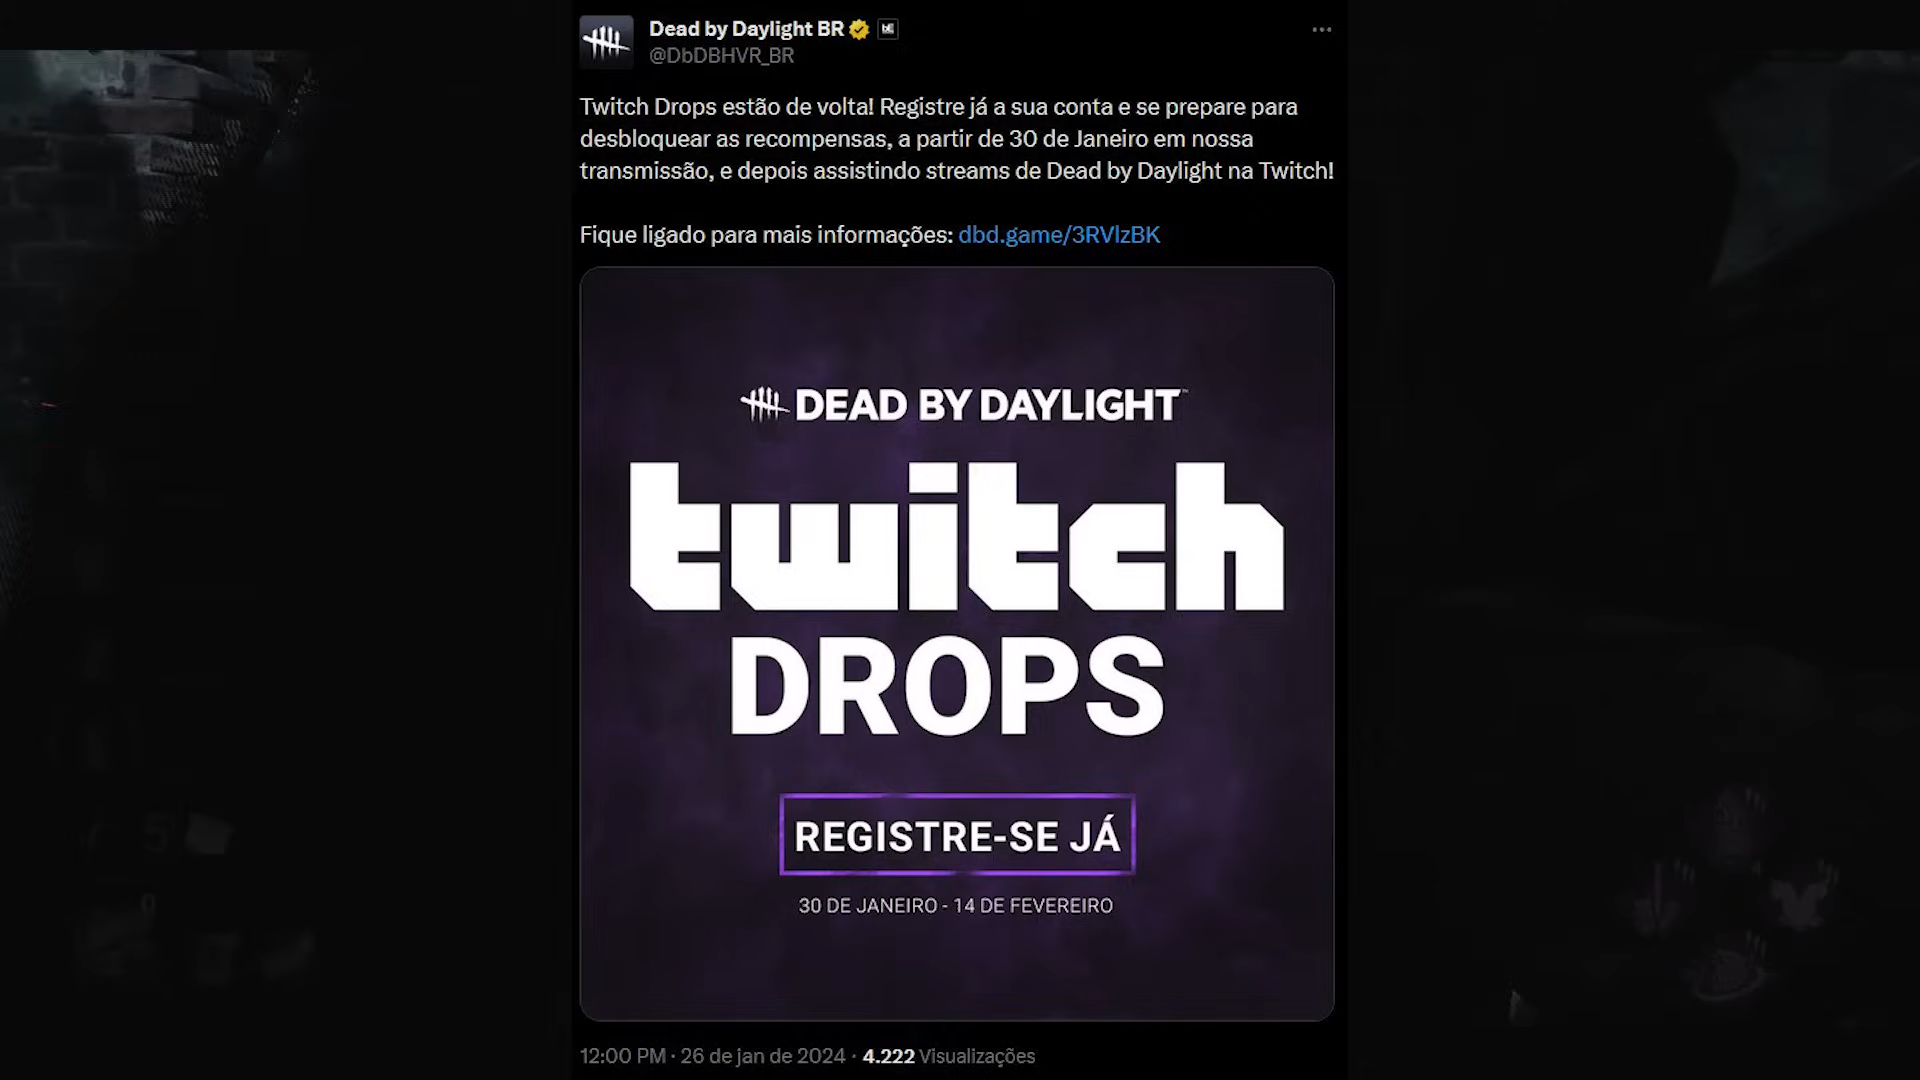 Dead by Daylight BR
@DbDBHVR_BR
Twitch Drops estão de volta! Registre já a sua conta e se prepare para
desbloquear as recompensas, a partir de 30 de Janeiro em nossa
transmissão, e depois assistindo streams de Dead by Daylight na Twitch!
Fique ligado para mais informações: dbd.game/3RVlzBK
DEAD BY DAYLIGHT™
twitch
DROPS
REGISTRE-SE JÁ
30 DE JANEIRO - 14 DE FEVEREIRO
12:00 PM · 26 de jan de 2024 · 4.222 Visualizações